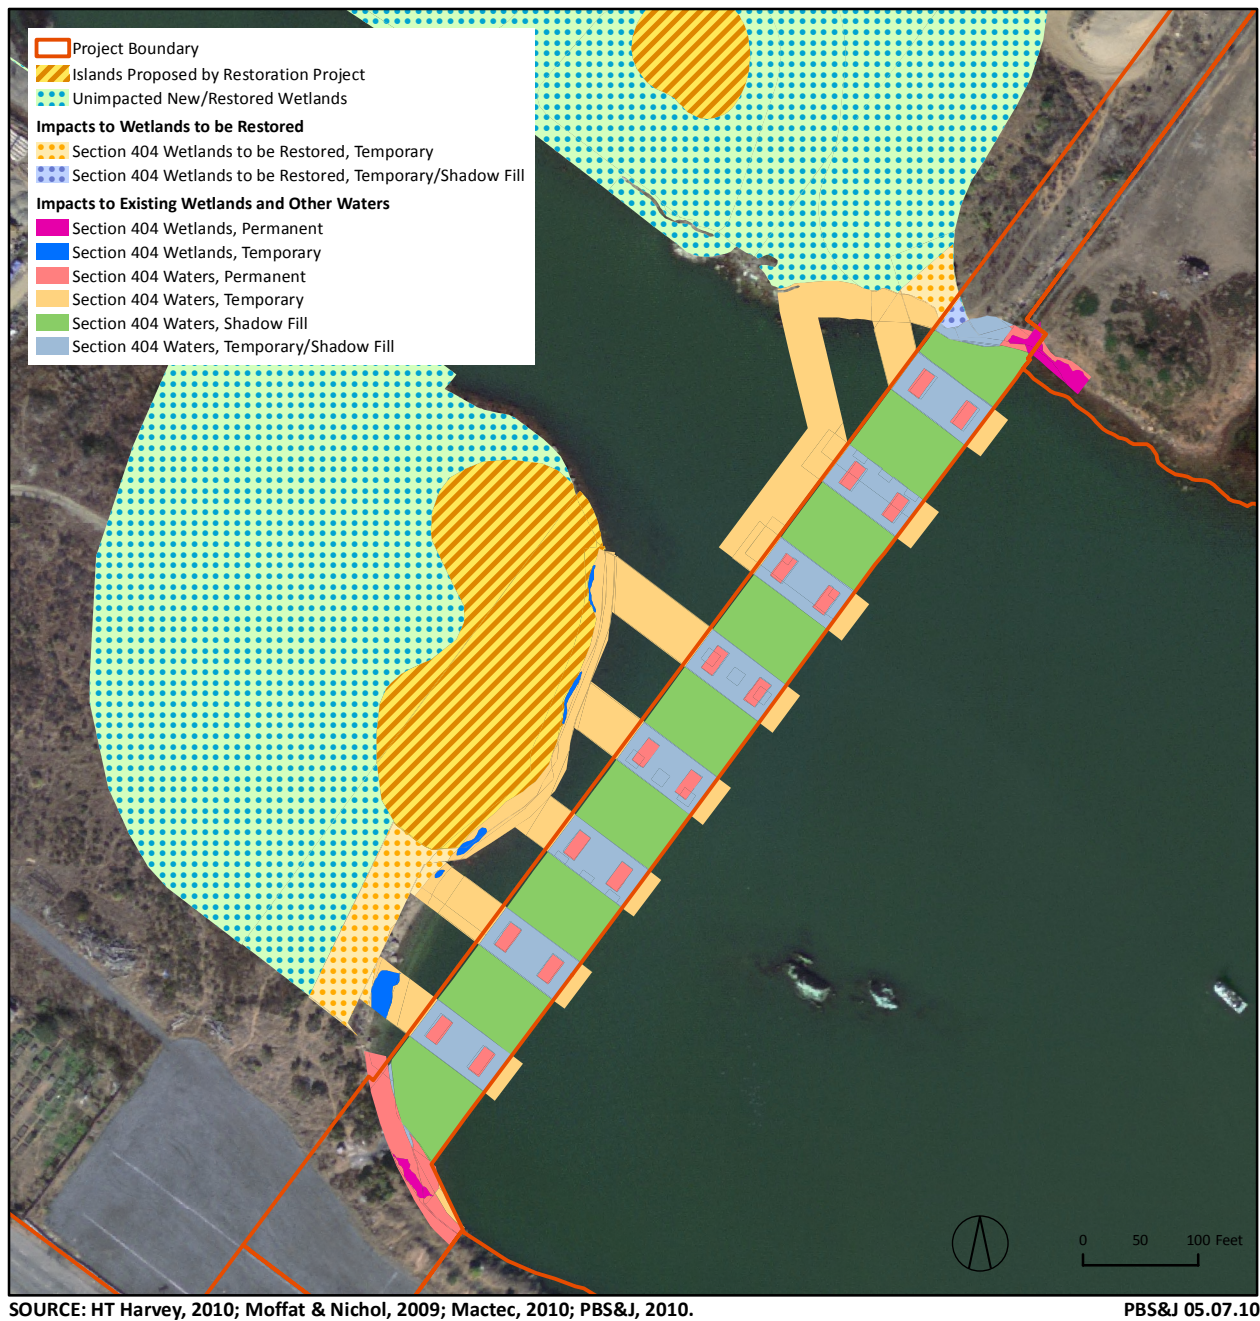 Project Boundary
Islands Proposed by Restoration Project
Unimpacted New/Restored Wetlands
Impacts to Wetlands to be Restored
Section 404 Wetlands to be Restored, Temporary
Section 404 Wetlands to be Restored, Temporary/Shadow Fill
Impacts to Existing Wetlands and Other Waters
Section 404 Wetlands, Permanent
Section 404 Wetlands, Temporary
Section 404 Waters, Permanent
Section 404 Waters, Temporary
Section 404 Waters, Shadow Fill
Section 404 Waters, Temporary/Shadow Fill
0 50 100 Feet
SOURCE: HT Harvey, 2010; Moffat & Nichol, 2009; Mactec, 2010; PBS&J, 2010.
PBS&J 05.07.10